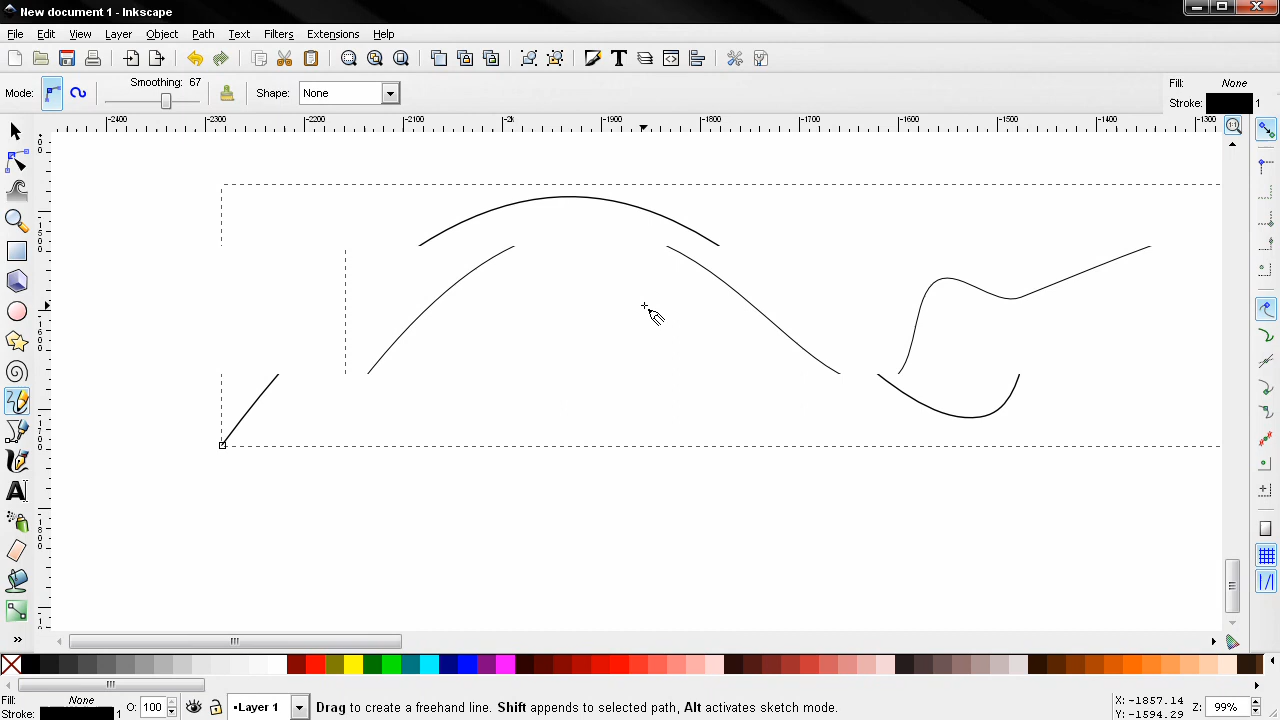 New document 1 - Inkscape
File Edit View Layer Object Path Text Filters Extensions Help
Mode: Smoothing: 67 Shape: None
Fill: None
Stroke: 1
-2400 -2300 -2200 -2100 -1900 -1800 -1700 -1600 -1500 -1400 -1300
Fill: None
Stroke: 1
O: 100
Layer 1
Drag to create a freehand line. Shift appends to selected path, Alt activates sketch mode.
X: -1857.14
Y: -1594.29
Z: 99%